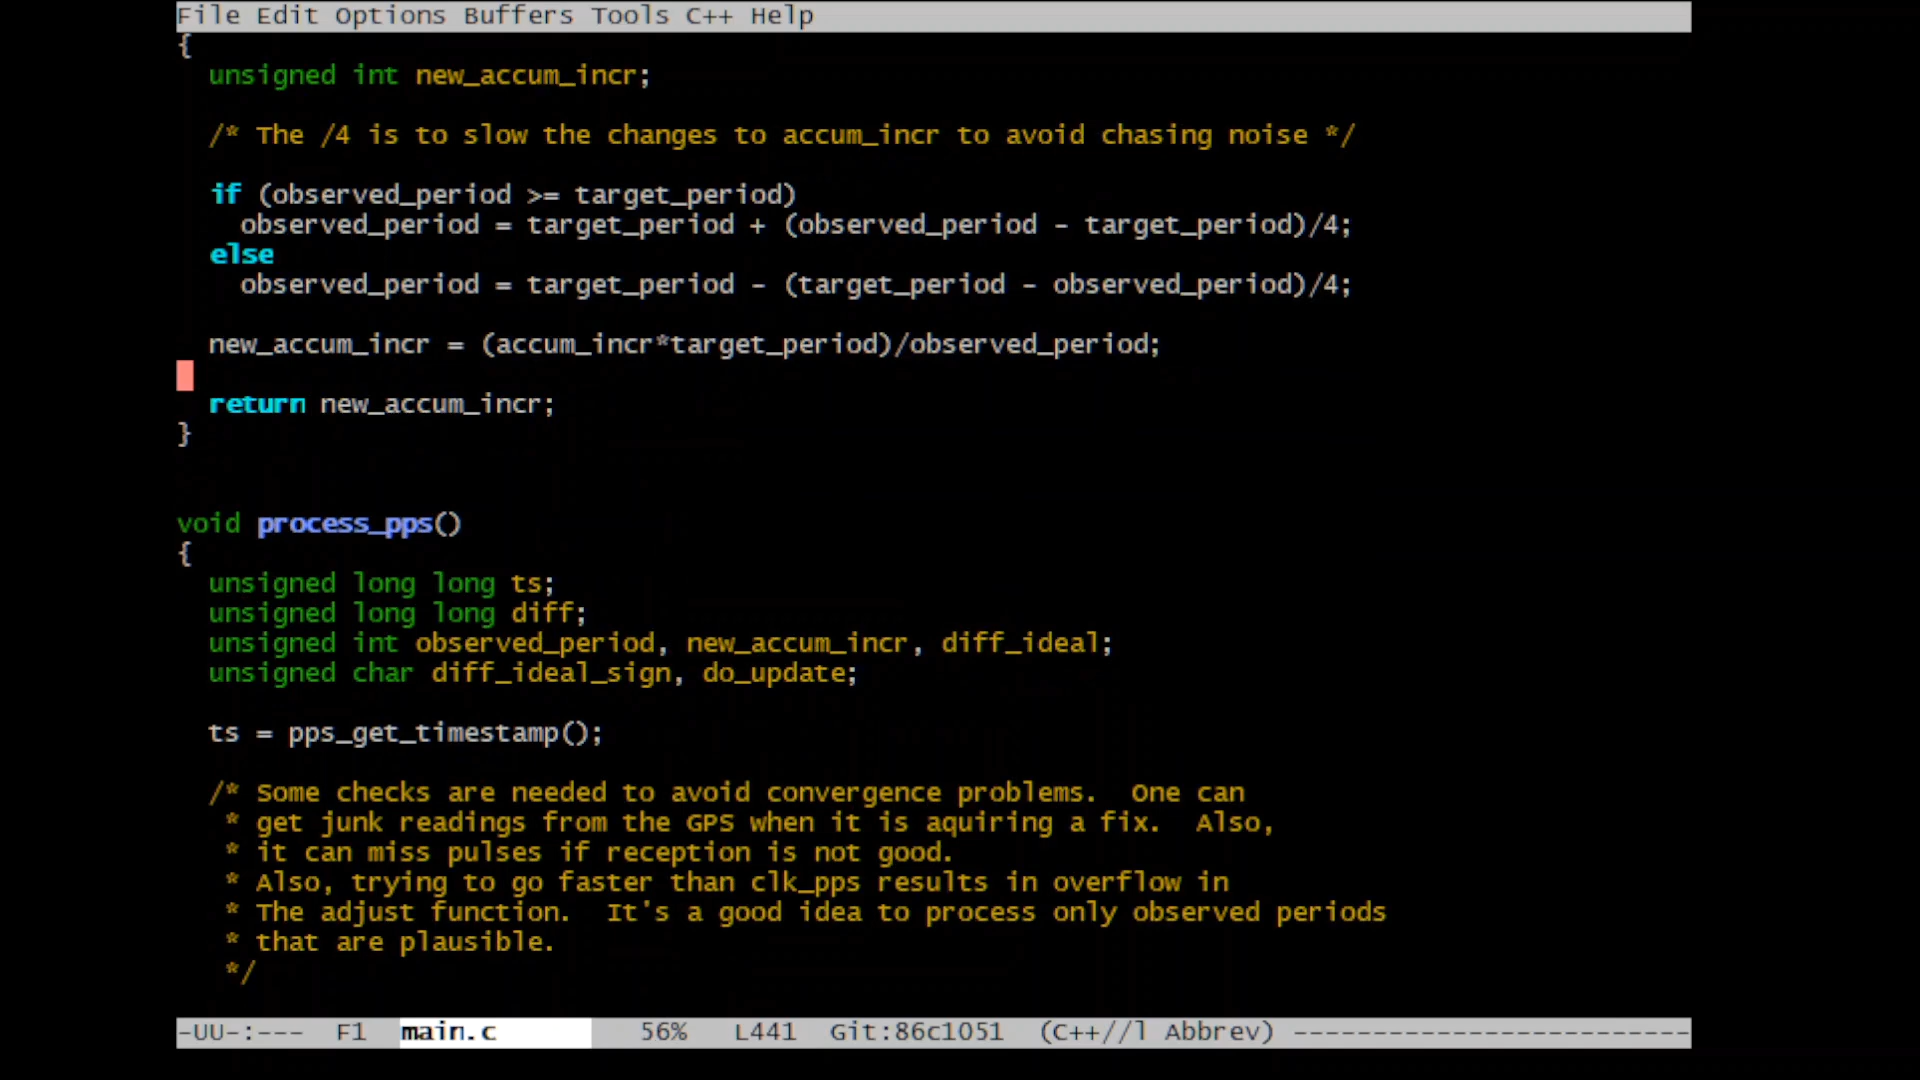 File Edit Options Buffers Tools C++ Help
{
  unsigned int new_accum_incr;
  /* The /4 is to slow the changes to accum_incr to avoid chasing noise */
  if (observed_period >= target_period)
    observed_period = target_period + (observed_period - target_period)/4;
  else
    observed_period = target_period - (target_period - observed_period)/4;
  new_accum_incr = (accum_incr*target_period)/observed_period;
  return new_accum_incr;
}
void process_pps()
{
  unsigned long long ts;
  unsigned long long diff;
  unsigned int observed_period, new_accum_incr, diff_ideal;
  unsigned char diff_ideal_sign, do_update;
  ts = pps_get_timestamp();
  /* Some checks are needed to avoid convergence problems.  One can
   * get junk readings from the GPS when it is aquiring a fix.  Also,
   * it can miss pulses if reception is not good.
   * Also, trying to go faster than clk_pps results in overflow in
   * The adjust function.  It's a good idea to process only observed periods
   * that are plausible.
   */
-UU-:---  F1  main.c         56%   L441  Git:86c1051  (C++//l Abbrev) -------------------------